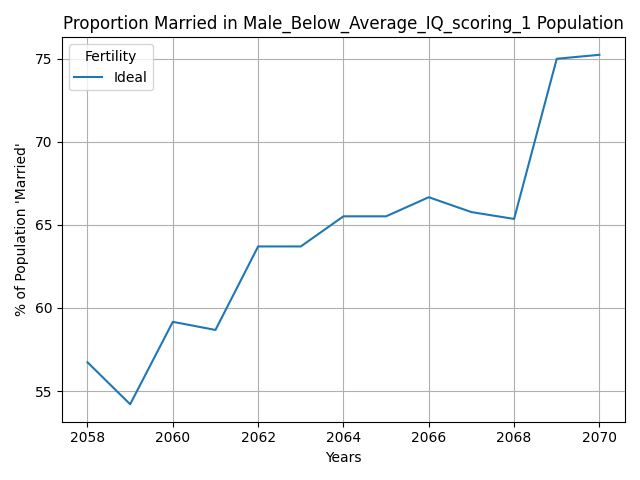 Proportion Married in Male_Below_Average_IQ_scoring_1 Population
Fertility
Ideal
% of Population 'Married'
75
70
65
60
55
2058 2060 2062 2064 2066 2068 2070
Years